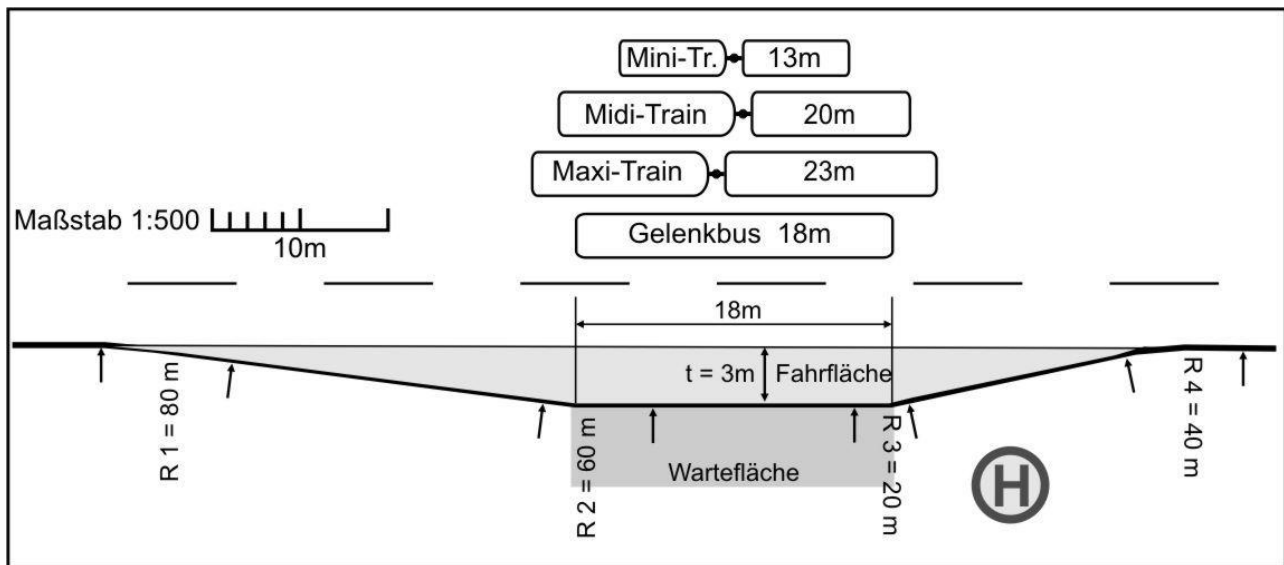 Mini-Tr. 13m
Midi-Train 20m
Maxi-Train 23m
Maßstab 1:500
10m
Gelenkbus 18m
18m
t = 3m Fahrfläche
R 1 = 80 m
R 2 = 60 m
Wartefläche
R 3 = 20 m
H
R 4 = 40 m